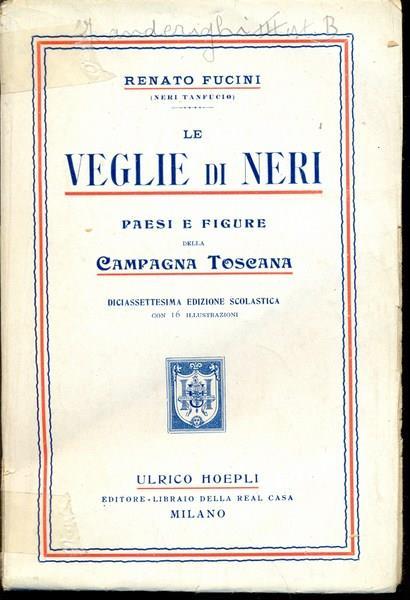 RENATO FUCINI
(NERI TANFUCIO)
LE
VEGLIE DI NERI
PAESI E FIGURE
DELLA
CAMPAGNA TOSCANA
DICIASSETTESIMA EDIZIONE SCOLASTICA
CON 16 ILLUSTRAZIONI
ULRICO HOEPLI
EDITORE-LIBRAIO DELLA REAL CASA
MILANO